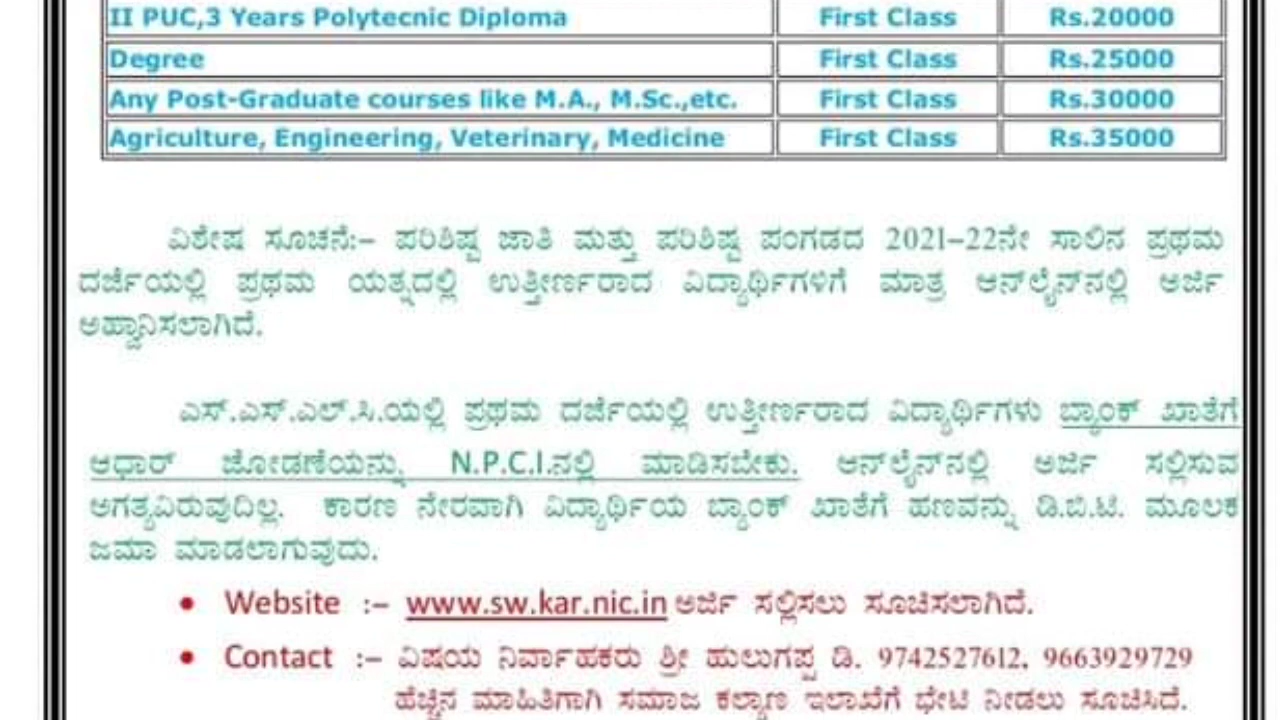 II PUC,3 Years Polytecnic Diploma First Class Rs.20000
Degree First Class Rs.25000
Any Post-Graduate courses like M.A., M.Sc.,etc. First Class Rs.30000
Agriculture, Engineering, Veterinary, Medicine First Class Rs.35000
ವಿಶೇಷ ಸೂಚನೆ:– ಪರಿಶಿಷ್ಟ ಜಾತಿ ಮತ್ತು ಪರಿಶಿಷ್ಟ ಪಂಗಡದ 2021–22ನೇ ಸಾಲಿನ ಪ್ರಥಮ
ದರ್ಜೆಯಲ್ಲಿ ಪ್ರಥಮ ಯತ್ನದಲ್ಲಿ ಉತ್ತೀರ್ಣರಾದ ವಿದ್ಯಾರ್ಥಿಗಳಿಗೆ ಮಾತ್ರ ಆನ್‌ಲೈನ್‌ನಲ್ಲಿ ಅರ್ಜಿ
ಅಹ್ವಾನಿಸಲಾಗಿದೆ.
ಎಸ್.ಎಸ್.ಎಲ್.ಸಿ.ಯಲ್ಲಿ ಪ್ರಥಮ ದರ್ಜೆಯಲ್ಲಿ ಉತ್ತೀರ್ಣರಾದ ವಿದ್ಯಾರ್ಥಿಗಳು ಬ್ಯಾಂಕ್ ಖಾತೆಗೆ
ಆಧಾರ್ ಜೋಡಣೆಯನ್ನು N.P.C.I.ನಲ್ಲಿ ಮಾಡಿಸಬೇಕು. ಆನ್‌ಲೈನ್‌ನಲ್ಲಿ ಅರ್ಜಿ ಸಲ್ಲಿಸುವ
ಅಗತ್ಯವಿರುವುದಿಲ್ಲ. ಕಾರಣ ನೇರವಾಗಿ ವಿದ್ಯಾರ್ಥಿಯ ಬ್ಯಾಂಕ್ ಖಾತೆಗೆ ಹಣವನ್ನು ಡಿ.ಬಿ.ಟಿ. ಮೂಲಕ
ಜಮಾ ಮಾಡಲಾಗುವುದು.
• Website :– www.sw.kar.nic.in ಅರ್ಜಿ ಸಲ್ಲಿಸಲು ಸೂಚಿಸಲಾಗಿದೆ.
• Contact :– ವಿಷಯ ನಿರ್ವಾಹಕರು ಶ್ರೀ ಹುಲುಗಪ್ಪ ಡಿ. 9742527612, 9663929729
ಹೆಚ್ಚಿನ ಮಾಹಿತಿಗಾಗಿ ಸಮಾಜ ಕಲ್ಯಾಣ ಇಲಾಖೆಗೆ ಭೇಟಿ ನೀಡಲು ಸೂಚಿಸಿದೆ.